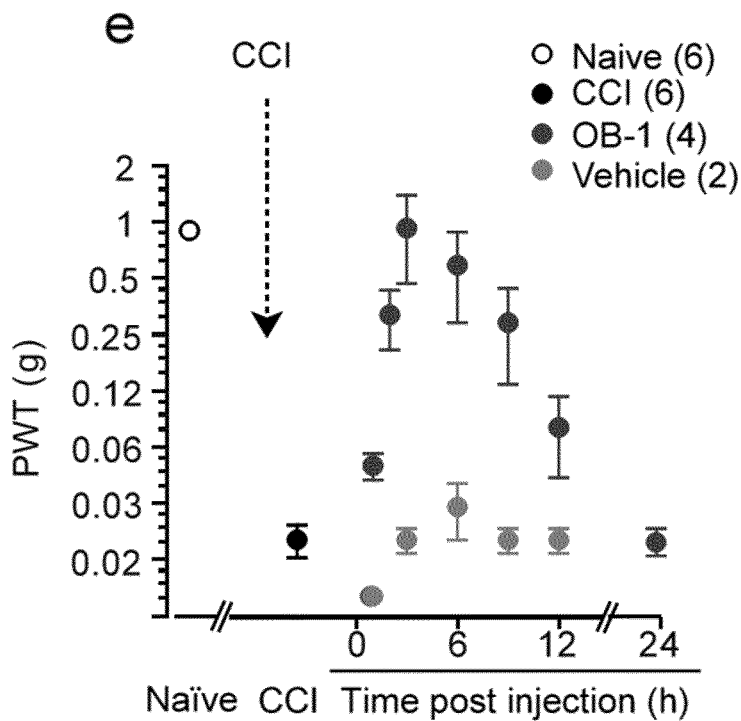 e
CCI
Naive (6)
CCI (6)
OB-1 (4)
Vehicle (2)
2
1
0.5
0.25
0.12
0.06
0.03
0.02
PWT (g)
0 6 12 24
Naïve CCI Time post injection (h)